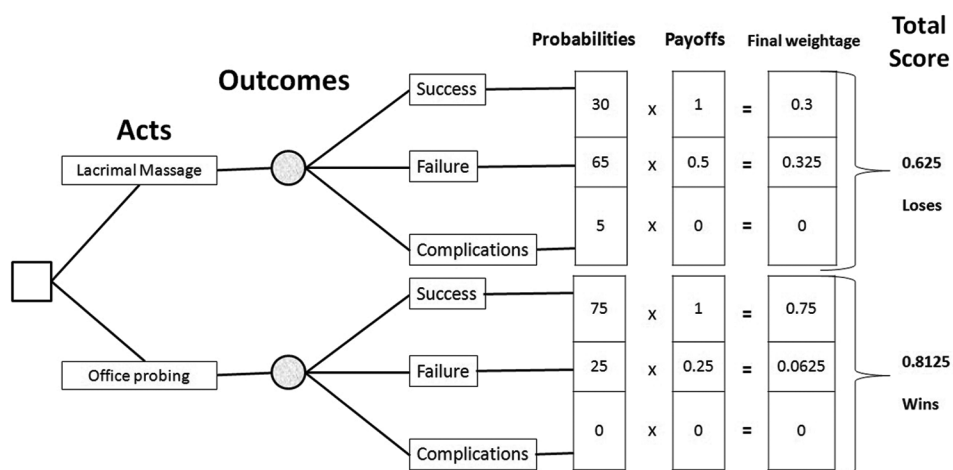 Total
Score
Probabilities Payoffs Final weightage
Outcomes
Acts
Success 30 x 1 = 0.3
Lacrimal Massage Failure 65 x 0.5 = 0.325 0.625
Loses
Complications 5 x 0 = 0
Success 75 x 1 = 0.75
Office probing Failure 25 x 0.25 = 0.0625 0.8125
Wins
Complications 0 x 0 = 0